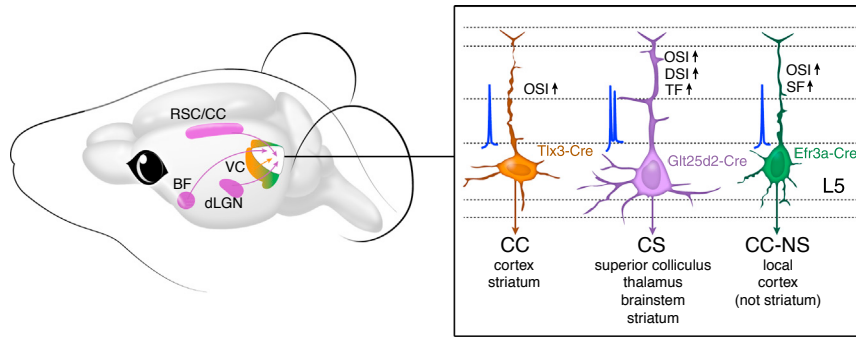 RSC/CC
BF
VC
dLGN
OSI↑
OSI↑
DSI↑
TF↑
OSI↑
SF↑
Tlx3-Cre
Glt25d2-Cre
Efr3a-Cre
L5
CC
cortex
striatum
CS
superior colliculus
thalamus
brainstem
striatum
CC-NS
local
cortex
(not striatum)